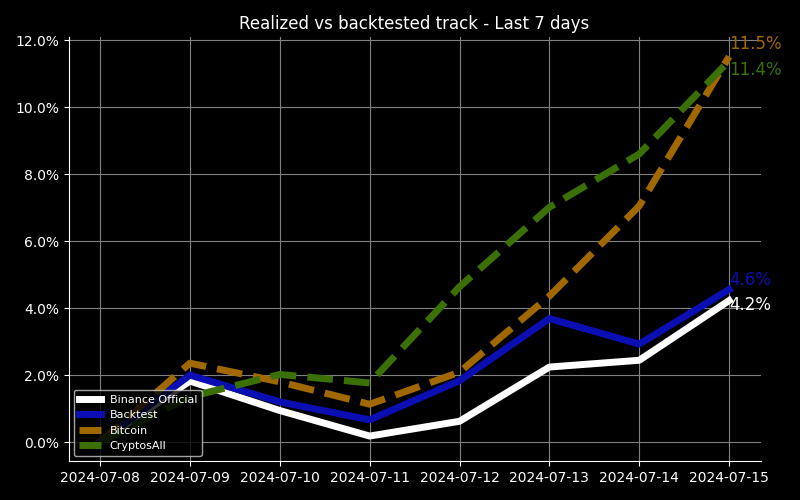 Realized vs backtested track - Last 7 days
12.0%
11.5%
11.4%
10.0%
8.0%
6.0%
4.6%
4.0%
4.2%
2.0%
Binance Official
Backtest
Bitcoin
CryptosAll
0.0%
2024-07-08 2024-07-09 2024-07-10 2024-07-11 2024-07-12 2024-07-13 2024-07-14 2024-07-15